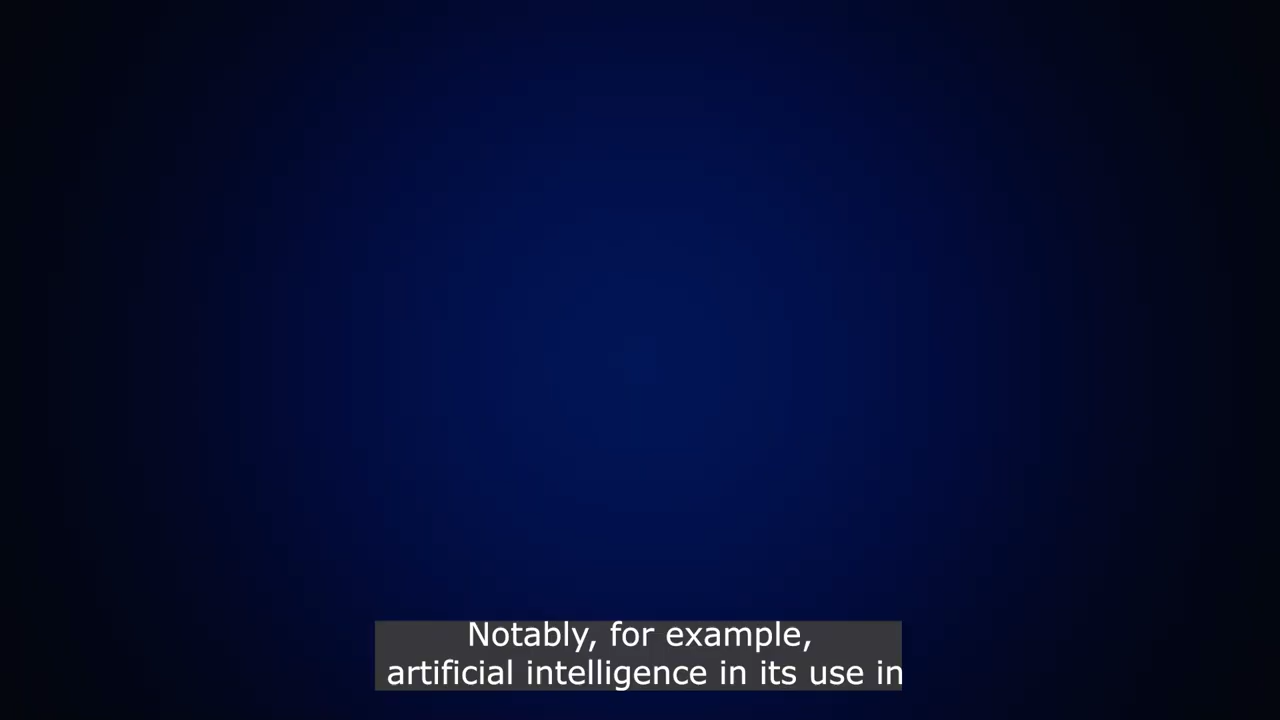 Notably, for example,
artificial intelligence in its use in